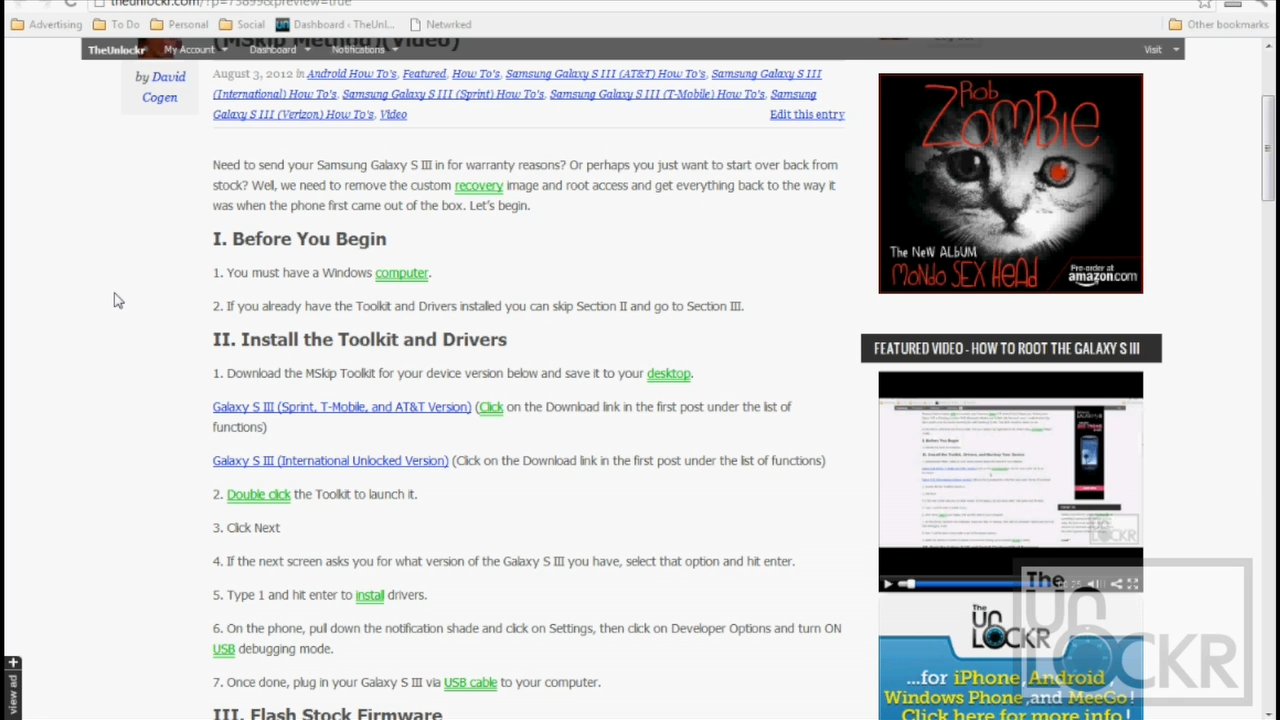 theunlockr.com/?p=73899&preview=true
Advertising To Do Personal Social Dashboard ‹ TheUnl... Netwrked Other bookmarks
(MSkip Method)(Video)
TheUnlockr My Account Dashboard Notifications Visit
by David
Cogen
August 3, 2012 in Android How To's, Featured, How To's, Samsung Galaxy S III (AT&T) How To's, Samsung Galaxy S III
(International) How To's, Samsung Galaxy S III (Sprint) How To's, Samsung Galaxy S III (T-Mobile) How To's, Samsung
Galaxy S III (Verizon) How To's, Video Edit this entry
Need to send your Samsung Galaxy S III in for warranty reasons? Or perhaps you just want to start over back from
stock? Well, we need to remove the custom recovery image and root access and get everything back to the way it
was when the phone first came out of the box. Let's begin.
I. Before You Begin
1. You must have a Windows computer.
2. If you already have the Toolkit and Drivers installed you can skip Section II and go to Section III.
II. Install the Toolkit and Drivers
1. Download the MSkip Toolkit for your device version below and save it to your desktop.
Galaxy S III (Sprint, T-Mobile, and AT&T Version) (Click on the Download link in the first post under the list of
functions)
Galaxy S III (International Unlocked Version) (Click on the Download link in the first post under the list of functions)
2. Double click the Toolkit to launch it.
3. Click Next
4. If the next screen asks you for what version of the Galaxy S III you have, select that option and hit enter.
5. Type 1 and hit enter to install drivers.
6. On the phone, pull down the notification shade and click on Settings, then click on Developer Options and turn ON
USB debugging mode.
7. Once done, plug in your Galaxy S III via USB cable to your computer.
III. Flash Stock Firmware
view ad
Rob
Zombie
The New Album
Mondo Sex Head
Pre-order at
amazon.com
FEATURED VIDEO - HOW TO ROOT THE GALAXY S III
The
UN
LOCKR
...for iPhone, Android,
Windows Phone, and MeeGo!
Click here for more info!
The
UN
LOCKR